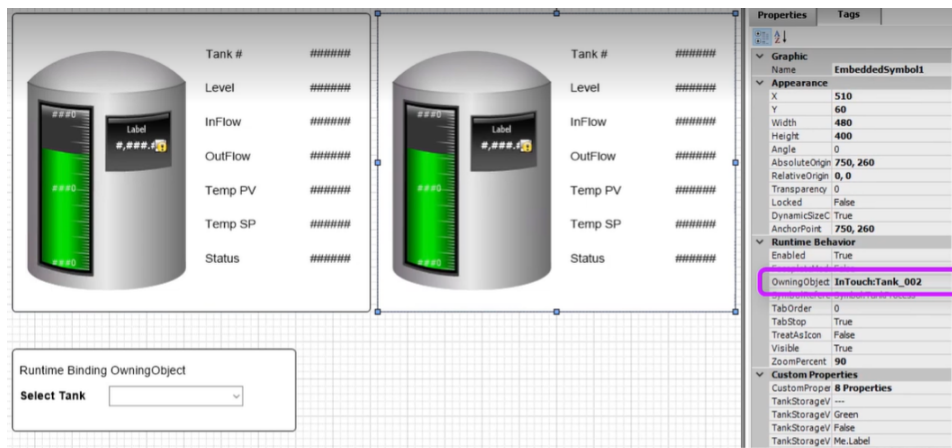 Tank # ######
Level ######
InFlow ######
OutFlow ######
Temp PV ######
Temp SP ######
Status ######
###0
###0
###0
Label
#,###.#
Tank # ######
Level ######
InFlow ######
OutFlow ######
Temp PV ######
Temp SP ######
Status ######
###0
###0
###0
Label
#,###.#
Runtime Binding OwningObject
Select Tank
Properties Tags
Graphic
Name EmbeddedSymbol1
Appearance
X 510
Y 60
Width 480
Height 400
Angle 0
AbsoluteOrigin 750, 260
RelativeOrigin 0, 0
Transparency 0
Locked False
DynamicSizeC True
AnchorPoint 750, 260
Runtime Behavior
Enabled True
OwningObject InTouch:Tank_002
TabOrder 0
TabStop True
TreatAsIcon False
Visible True
ZoomPercent 90
Custom Properties
CustomProper 8 Properties
TankStorageV ---
TankStorageV Green
TankStorageV False
TankStorageV Me.Label